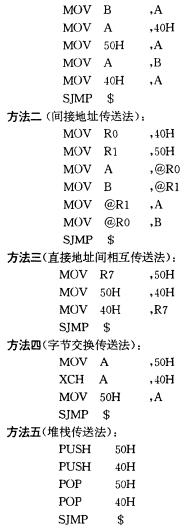 MOV B ,A
MOV A ,40H
MOV 50H ,A
MOV A ,B
MOV 40H ,A
SJMP $
方法二(间接地址传送法):
MOV R0 ,40H
MOV R1 ,50H
MOV A ,@R0
MOV B ,@R1
MOV @R1 ,A
MOV @R0 ,B
SJMP $
方法三(直接地址间相互传送法):
MOV R7 ,50H
MOV 50H ,40H
MOV 40H ,R7
SJMP $
方法四(字节交换传送法):
MOV A ,50H
XCH A ,40H
MOV 50H ,A
SJMP $
方法五(堆栈传送法):
PUSH 50H
PUSH 40H
POP 50H
POP 40H
SJMP $